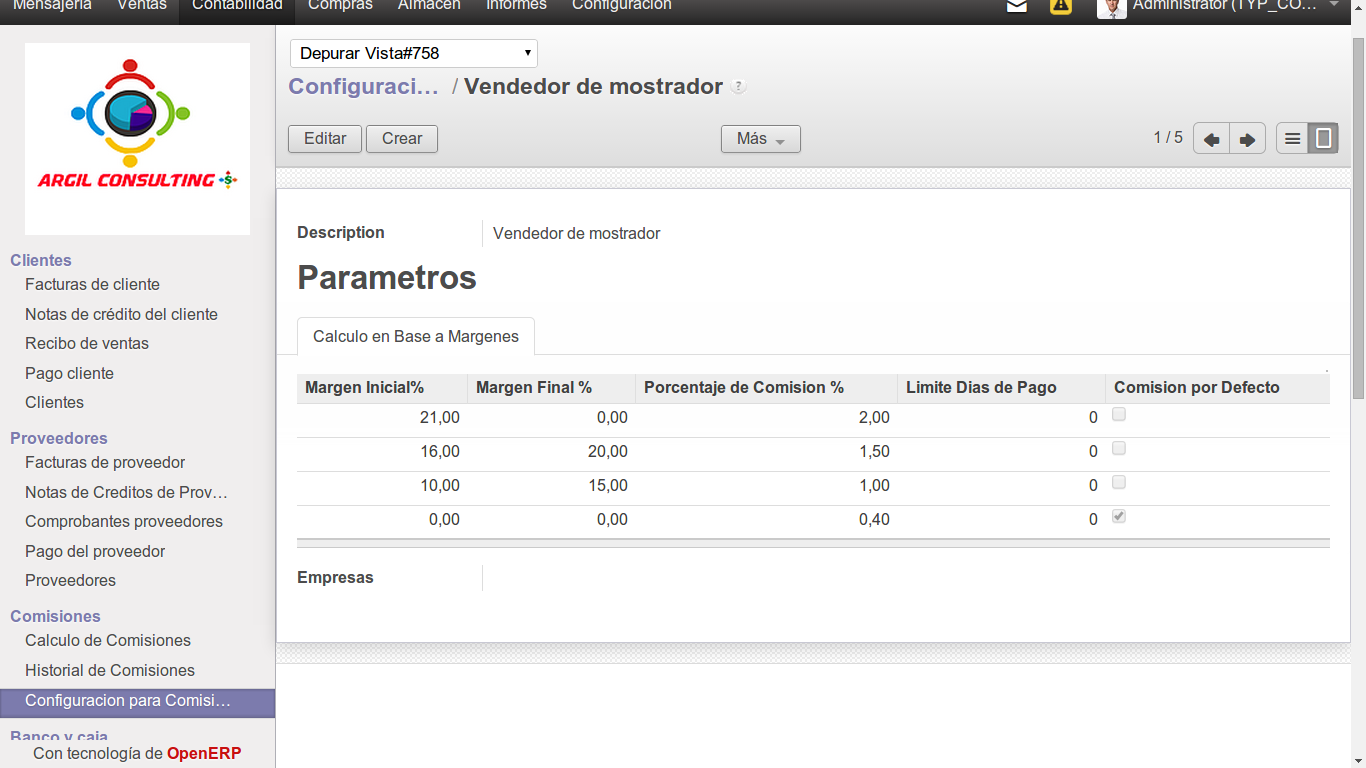 Mensajería Ventas Contabilidad Compras Almacén Informes Configuración Administrator (TYP_CO...
Depurar Vista#758
Configuraci... / Vendedor de mostrador ?
Editar Crear Más 1 / 5
ARGIL CONSULTING
Clientes
Facturas de cliente
Notas de crédito del cliente
Recibo de ventas
Pago cliente
Clientes
Proveedores
Facturas de proveedor
Notas de Creditos de Prov...
Comprobantes proveedores
Pago del proveedor
Proveedores
Comisiones
Calculo de Comisiones
Historial de Comisiones
Configuracion para Comisi...
Banco y caja
Con tecnología de OpenERP
Description Vendedor de mostrador
Parametros
Calculo en Base a Margenes
Margen Inicial% Margen Final % Porcentaje de Comision % Limite Dias de Pago Comision por Defecto
21,00 0,00 2,00 0
16,00 20,00 1,50 0
10,00 15,00 1,00 0
0,00 0,00 0,40 0
Empresas